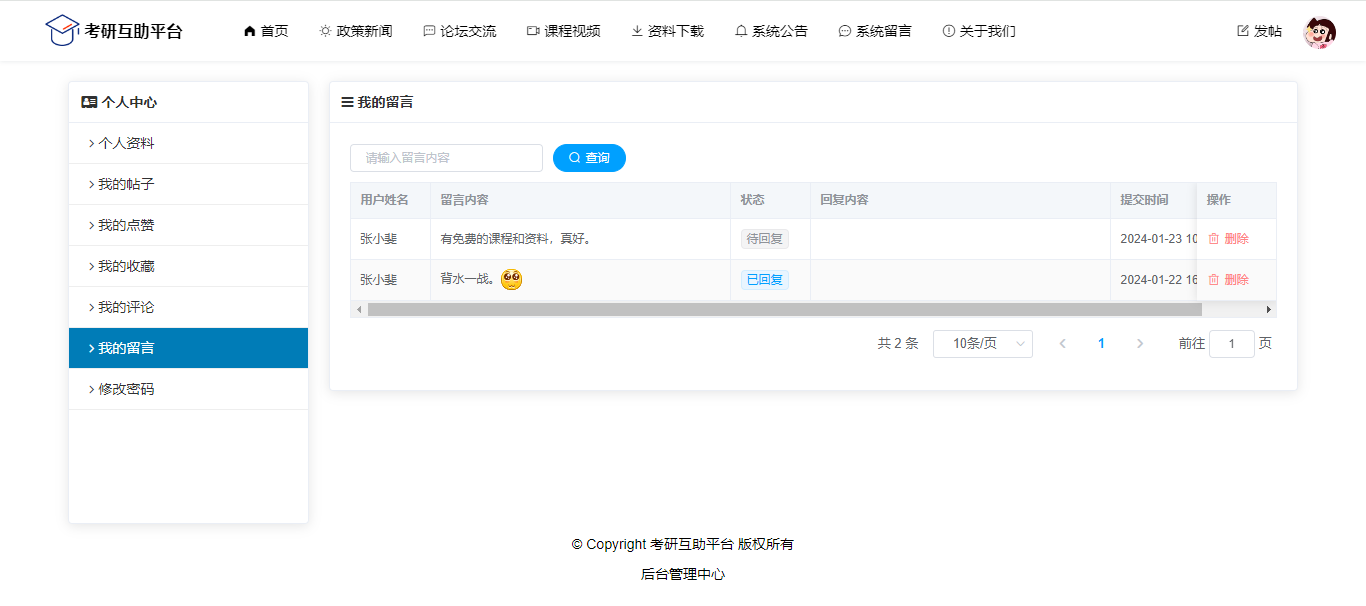 考研互助平台 首页 政策新闻 论坛交流 课程视频 资料下载 系统公告 系统留言 关于我们 发帖
个人中心
个人资料
我的帖子
我的点赞
我的收藏
我的评论
我的留言
修改密码
我的留言
请输入留言内容 查询
用户姓名 留言内容 状态 回复内容 提交时间 操作
张小斐 有免费的课程和资料，真好。 待回复 2024-01-23 10 删除
张小斐 背水一战。 已回复 2024-01-22 16 删除
共 2 条 10条/页 1 前往 1 页
© Copyright 考研互助平台 版权所有
后台管理中心